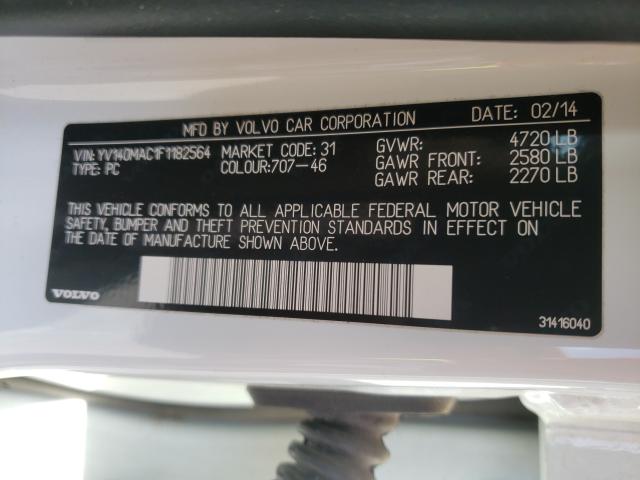 MFD BY VOLVO CAR CORPORATION DATE: 02/14
VIN: YV140MAC1F1182564 MARKET CODE: 31 GVWR: 4720 LB
TYPE: PC COLOUR: 707-46 GAWR FRONT: 2580 LB
GAWR REAR: 2270 LB
THIS VEHICLE CONFORMS TO ALL APPLICABLE FEDERAL MOTOR VEHICLE
SAFETY, BUMPER AND THEFT PREVENTION STANDARDS IN EFFECT ON
THE DATE OF MANUFACTURE SHOWN ABOVE.
VOLVO
31416040